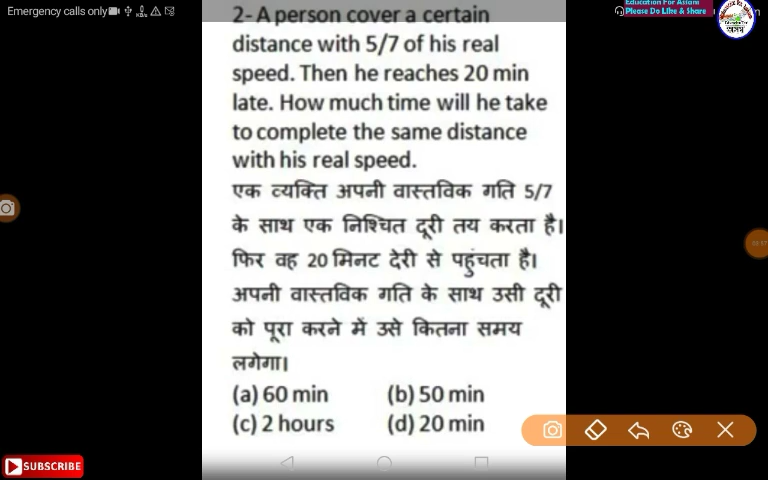 Emergency calls only
Education For Assam
Please Do Like & Share
2- A person cover a certain
distance with 5/7 of his real
speed. Then he reaches 20 min
late. How much time will he take
to complete the same distance
with his real speed.
एक व्यक्ति अपनी वास्तविक गति 5/7
के साथ एक निश्चित दूरी तय करता है।
फिर वह 20 मिनट देरी से पहुंचता है।
अपनी वास्तविक गति के साथ उसी दूरी
को पूरा करने में उसे कितना समय
लगेगा।
(a) 60 min (b) 50 min
(c) 2 hours (d) 20 min
SUBSCRIBE